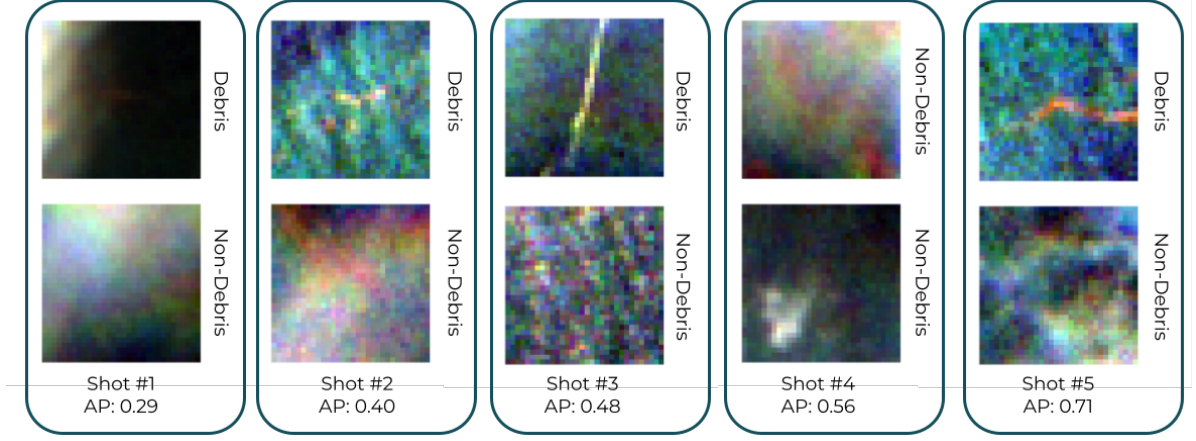 Debris
Non-Debris
Shot #1
AP: 0.29
Debris
Non-Debris
Shot #2
AP: 0.40
Debris
Non-Debris
Shot #3
AP: 0.48
Non-Debris
Non-Debris
Shot #4
AP: 0.56
Debris
Non-Debris
Shot #5
AP: 0.71